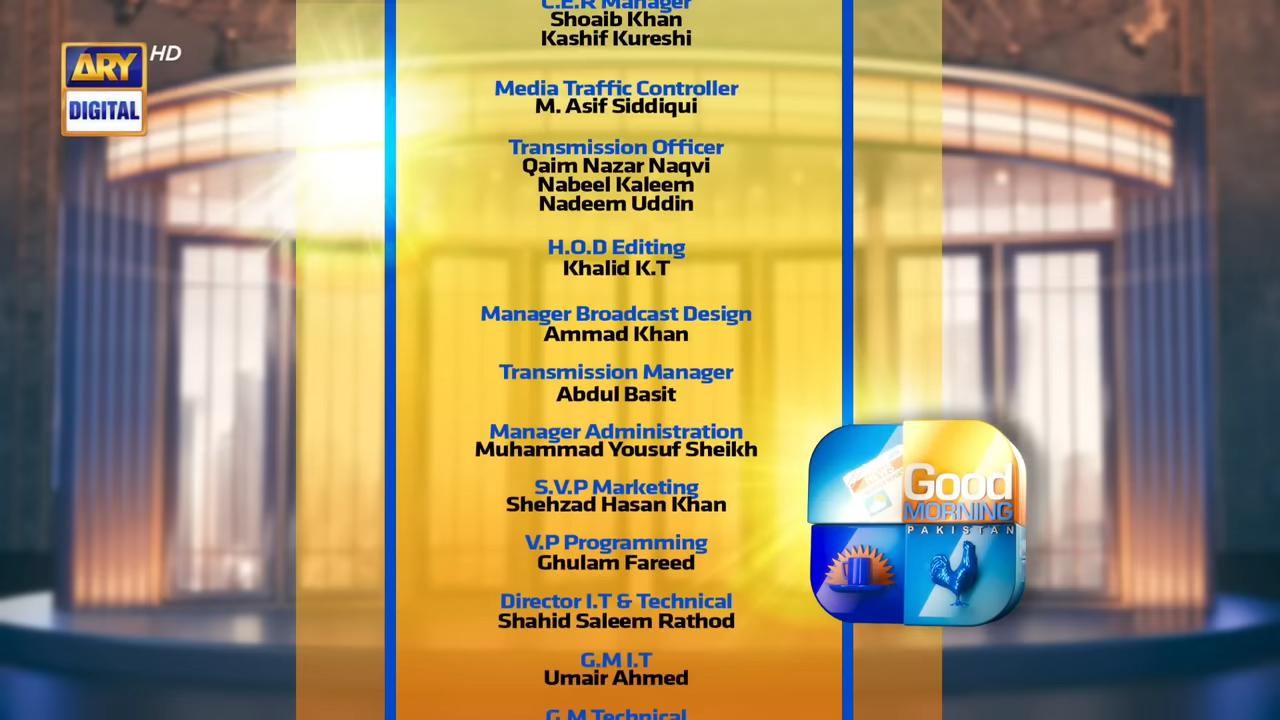 ARY
HD
DIGITAL
C.E.R Manager
Shoaib Khan
Kashif Kureshi
Media Traffic Controller
M. Asif Siddiqui
Transmission Officer
Qaim Nazar Naqvi
Nabeel Kaleem
Nadeem Uddin
H.O.D Editing
Khalid K.T
Manager Broadcast Design
Ammad Khan
Transmission Manager
Abdul Basit
Manager Administration
Muhammad Yousuf Sheikh
S.V.P Marketing
Shehzad Hasan Khan
V.P Programming
Ghulam Fareed
Director I.T & Technical
Shahid Saleem Rathod
G.M I.T
Umair Ahmed
G.M Technical
Good
MORNING
PAKISTAN